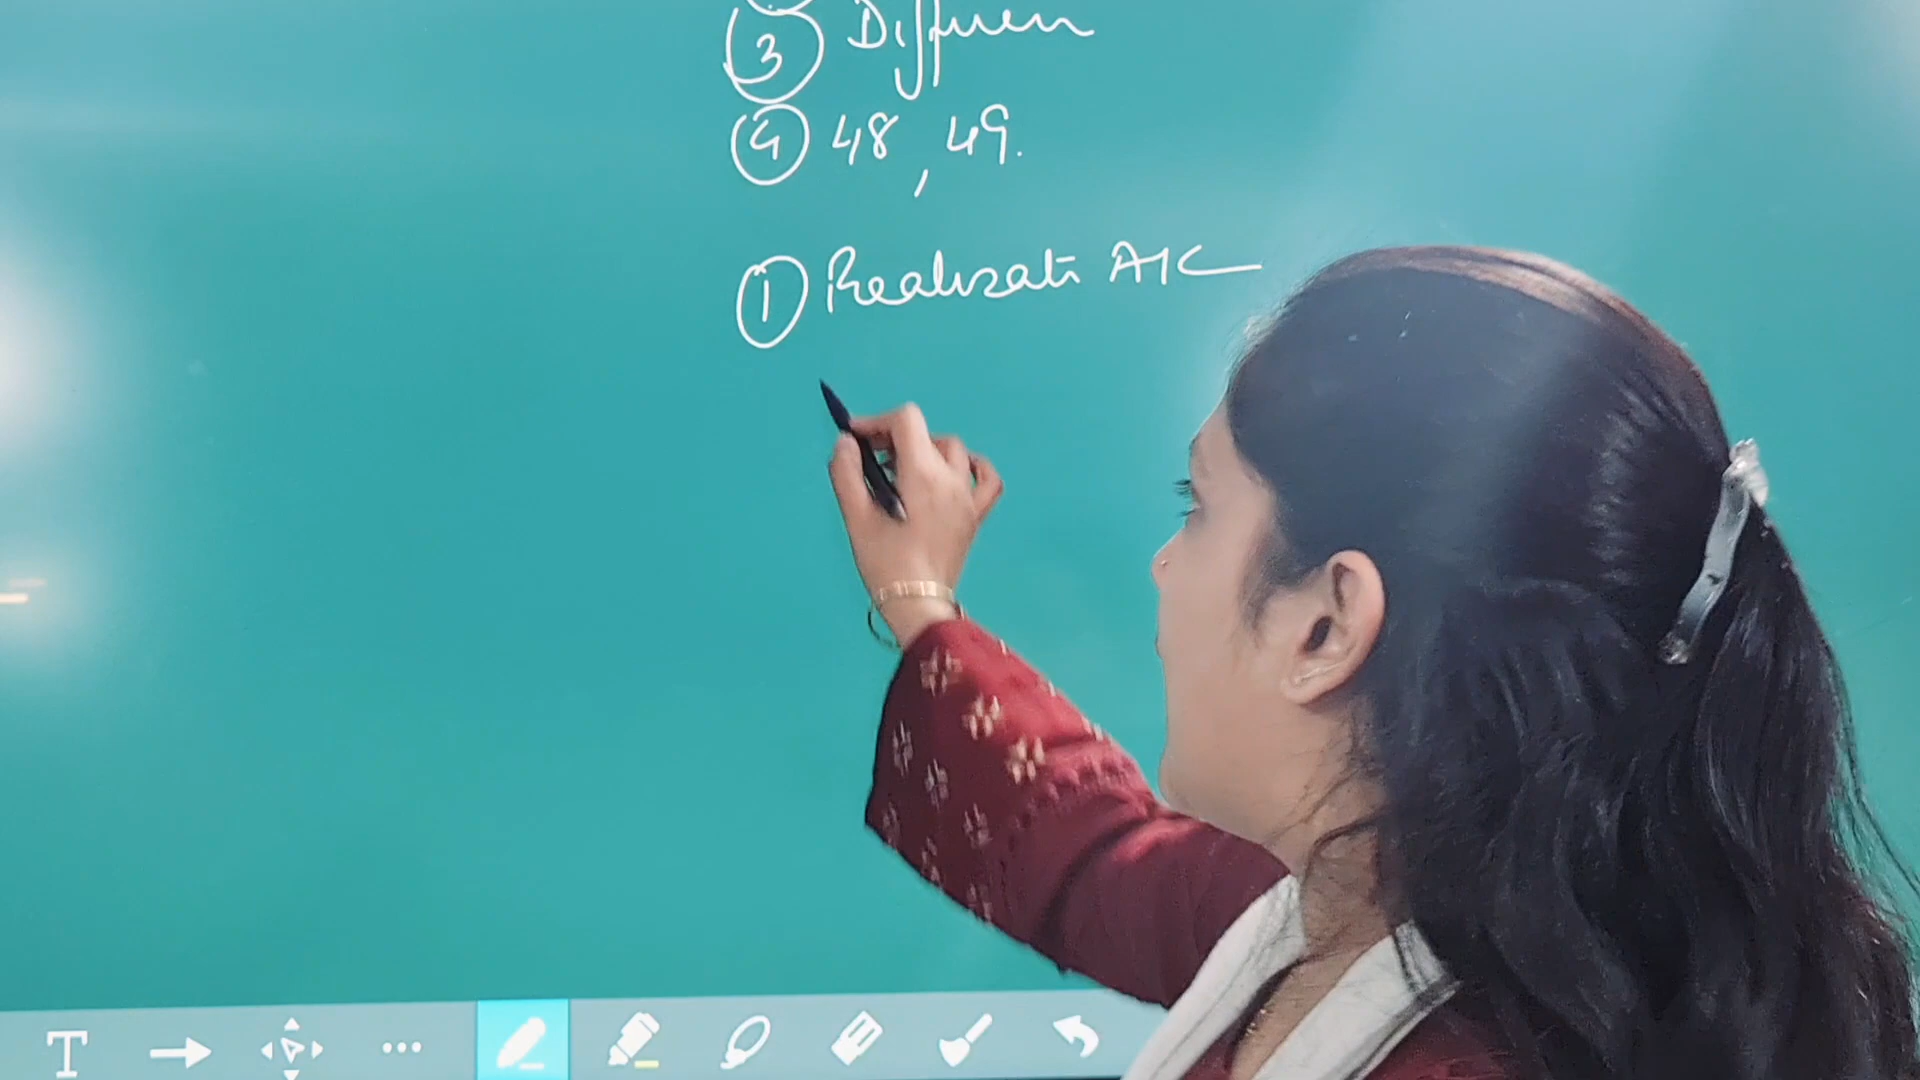 ③ Differen
④ 48, 49.
① Realizati A/C
T